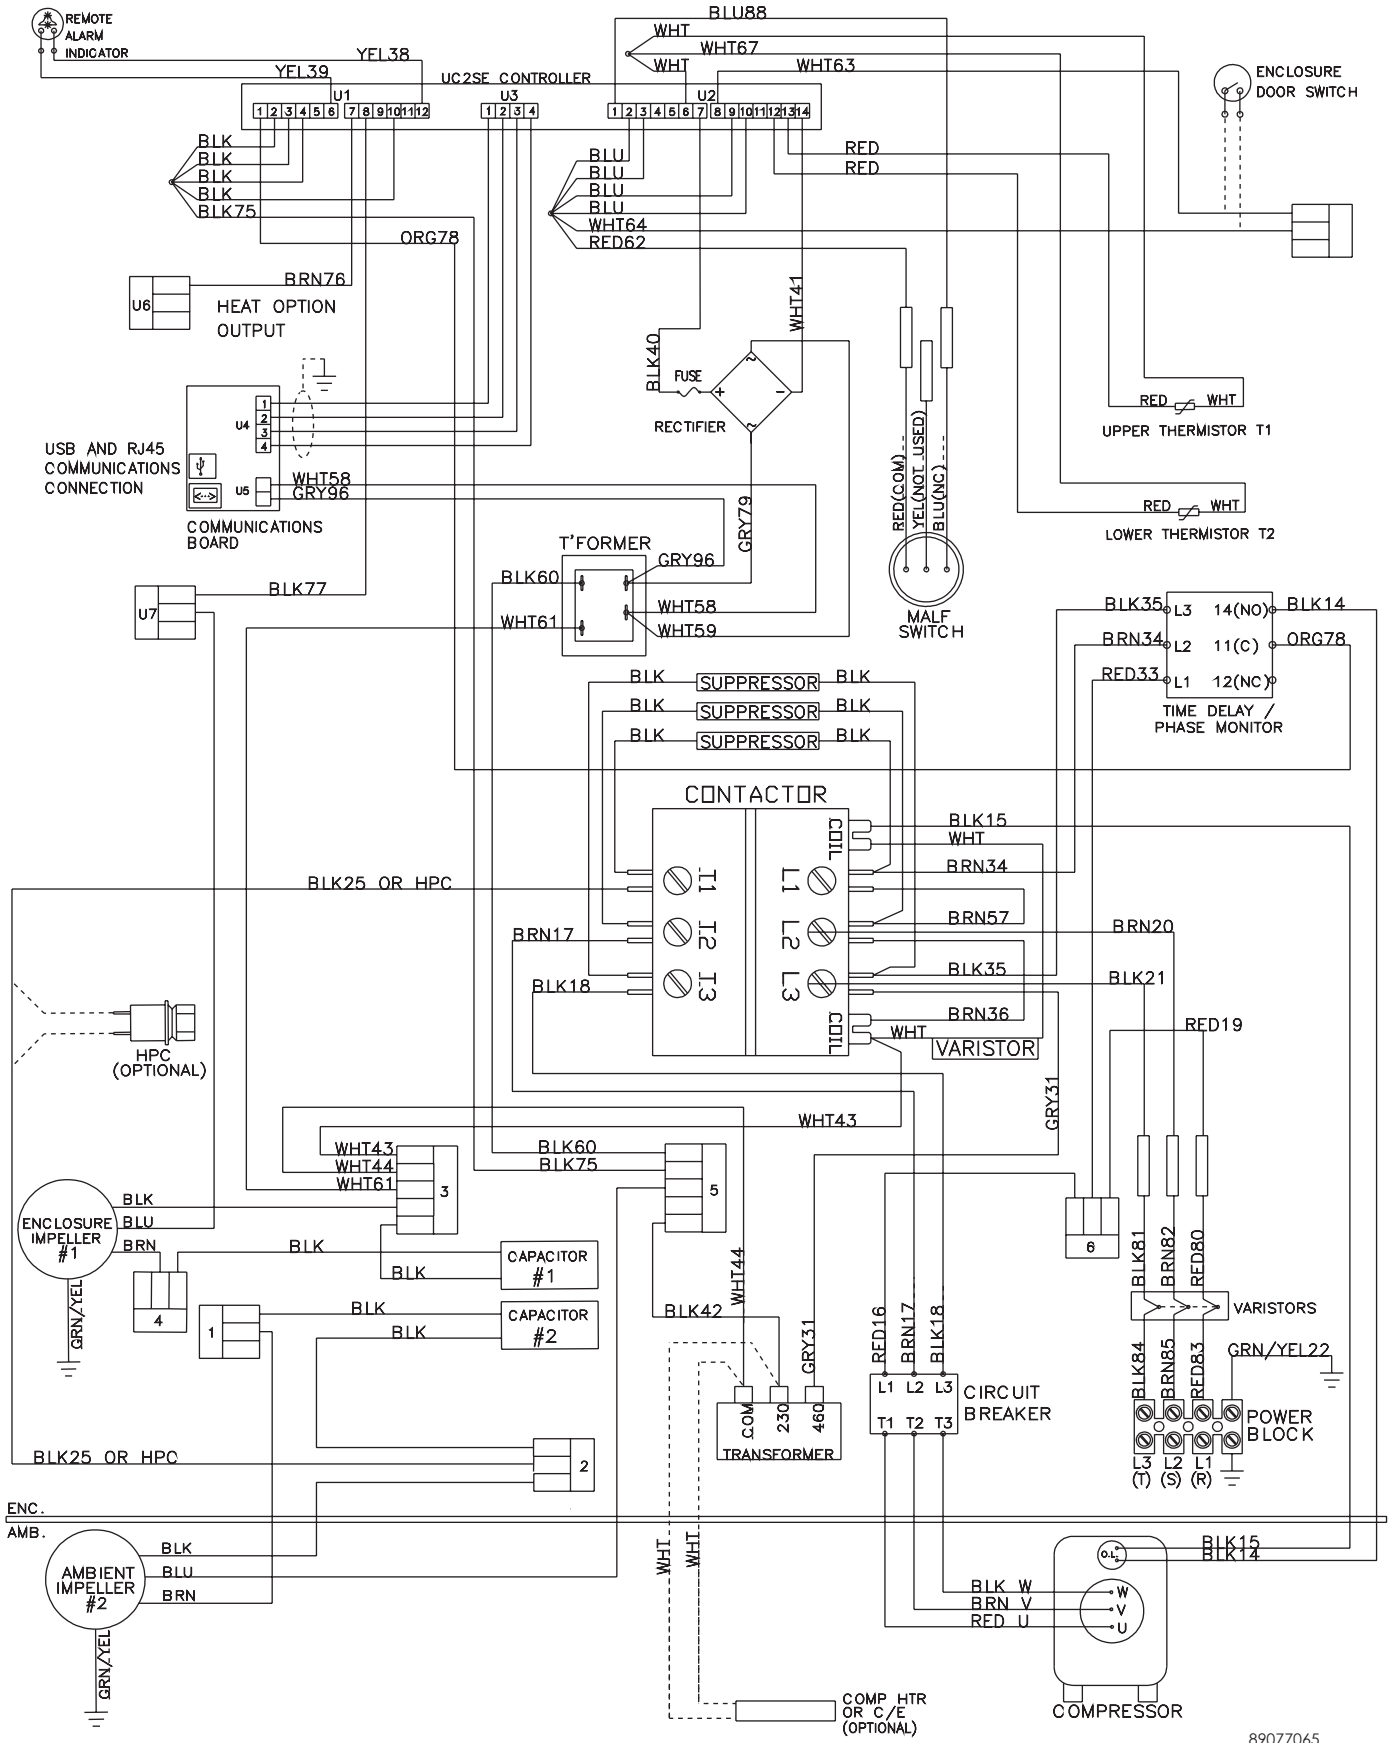 REMOTE
ALARM
INDICATOR
YEL38
YEL39
BLU88
WHT
WHT67
WHT
WHT63
UC2SE CONTROLLER
U1
U3
U2
1 2 3 4 5 6 7 8 9 10 11 12
1 2 3 4
1 2 3 4 5 6 7 8 9 10 11 12 13 14
ENCLOSURE
DOOR SWITCH
BLK
BLK
BLK
BLK
BLK75
ORG78
BLU
BLU
BLU
BLU
WHT64
RED62
RED
RED
BRN76
U6
HEAT OPTION
OUTPUT
WHT41
BLK40
FUSE
+
-
~
~
RECTIFIER
RED WHT
UPPER THERMISTOR T1
RED WHT
LOWER THERMISTOR T2
U4
1
2
3
4
U5
USB AND RJ45
COMMUNICATIONS
CONNECTION
WHT58
GRY96
COMMUNICATIONS
BOARD
GRY79
RED(COM)
YEL(NOT USED)
BLU(NC)
MALF
SWITCH
T'FORMER
BLK60
GRY96
WHT61
WHT58
WHT59
BLK77
U7
BLK35
BRN34
RED33
L3 14(NO)
L2 11(C)
L1 12(NC)
BLK14
ORG78
TIME DELAY /
PHASE MONITOR
BLK SUPPRESSOR BLK
BLK SUPPRESSOR BLK
BLK SUPPRESSOR BLK
CONTACTOR
COIL
COIL
T1
T2
T3
L1
L2
L3
BLK15
WHT
BRN34
BRN57
BRN20
BLK35
BLK21
BRN36
WHT
VARISTOR
RED19
BLK25 OR HPC
BRN17
BLK18
HPC
(OPTIONAL)
GRY31
WHT43
WHT43
WHT44
WHT61
3
BLK60
BLK75
5
6
ENCLOSURE
IMPELLER
#1
BLK
BLU
BRN
GRN/YEL
4
BLK
BLK
CAPACITOR
#1
1
BLK
BLK
CAPACITOR
#2
WHT44
BLK42
GRY31
RED16
BRN17
BLK18
BLK81
BRN82
RED80
VARISTORS
BLK84
BRN85
RED83
GRN/YEL22
POWER
BLOCK
L3
(T)
L2
(S)
L1
(R)
L1 L2 L3
T1 T2 T3
CIRCUIT
BREAKER
COM
230
460
TRANSFORMER
BLK25 OR HPC
2
ENC.
AMB.
AMBIENT
IMPELLER
#2
BLK
BLU
BRN
GRN/YEL
WHT
WHT
COMP HTR
OR C/E
(OPTIONAL)
BLK15
BLK14
O.L.
BLK W
BRN V
RED U
W
V
U
COMPRESSOR
89077065